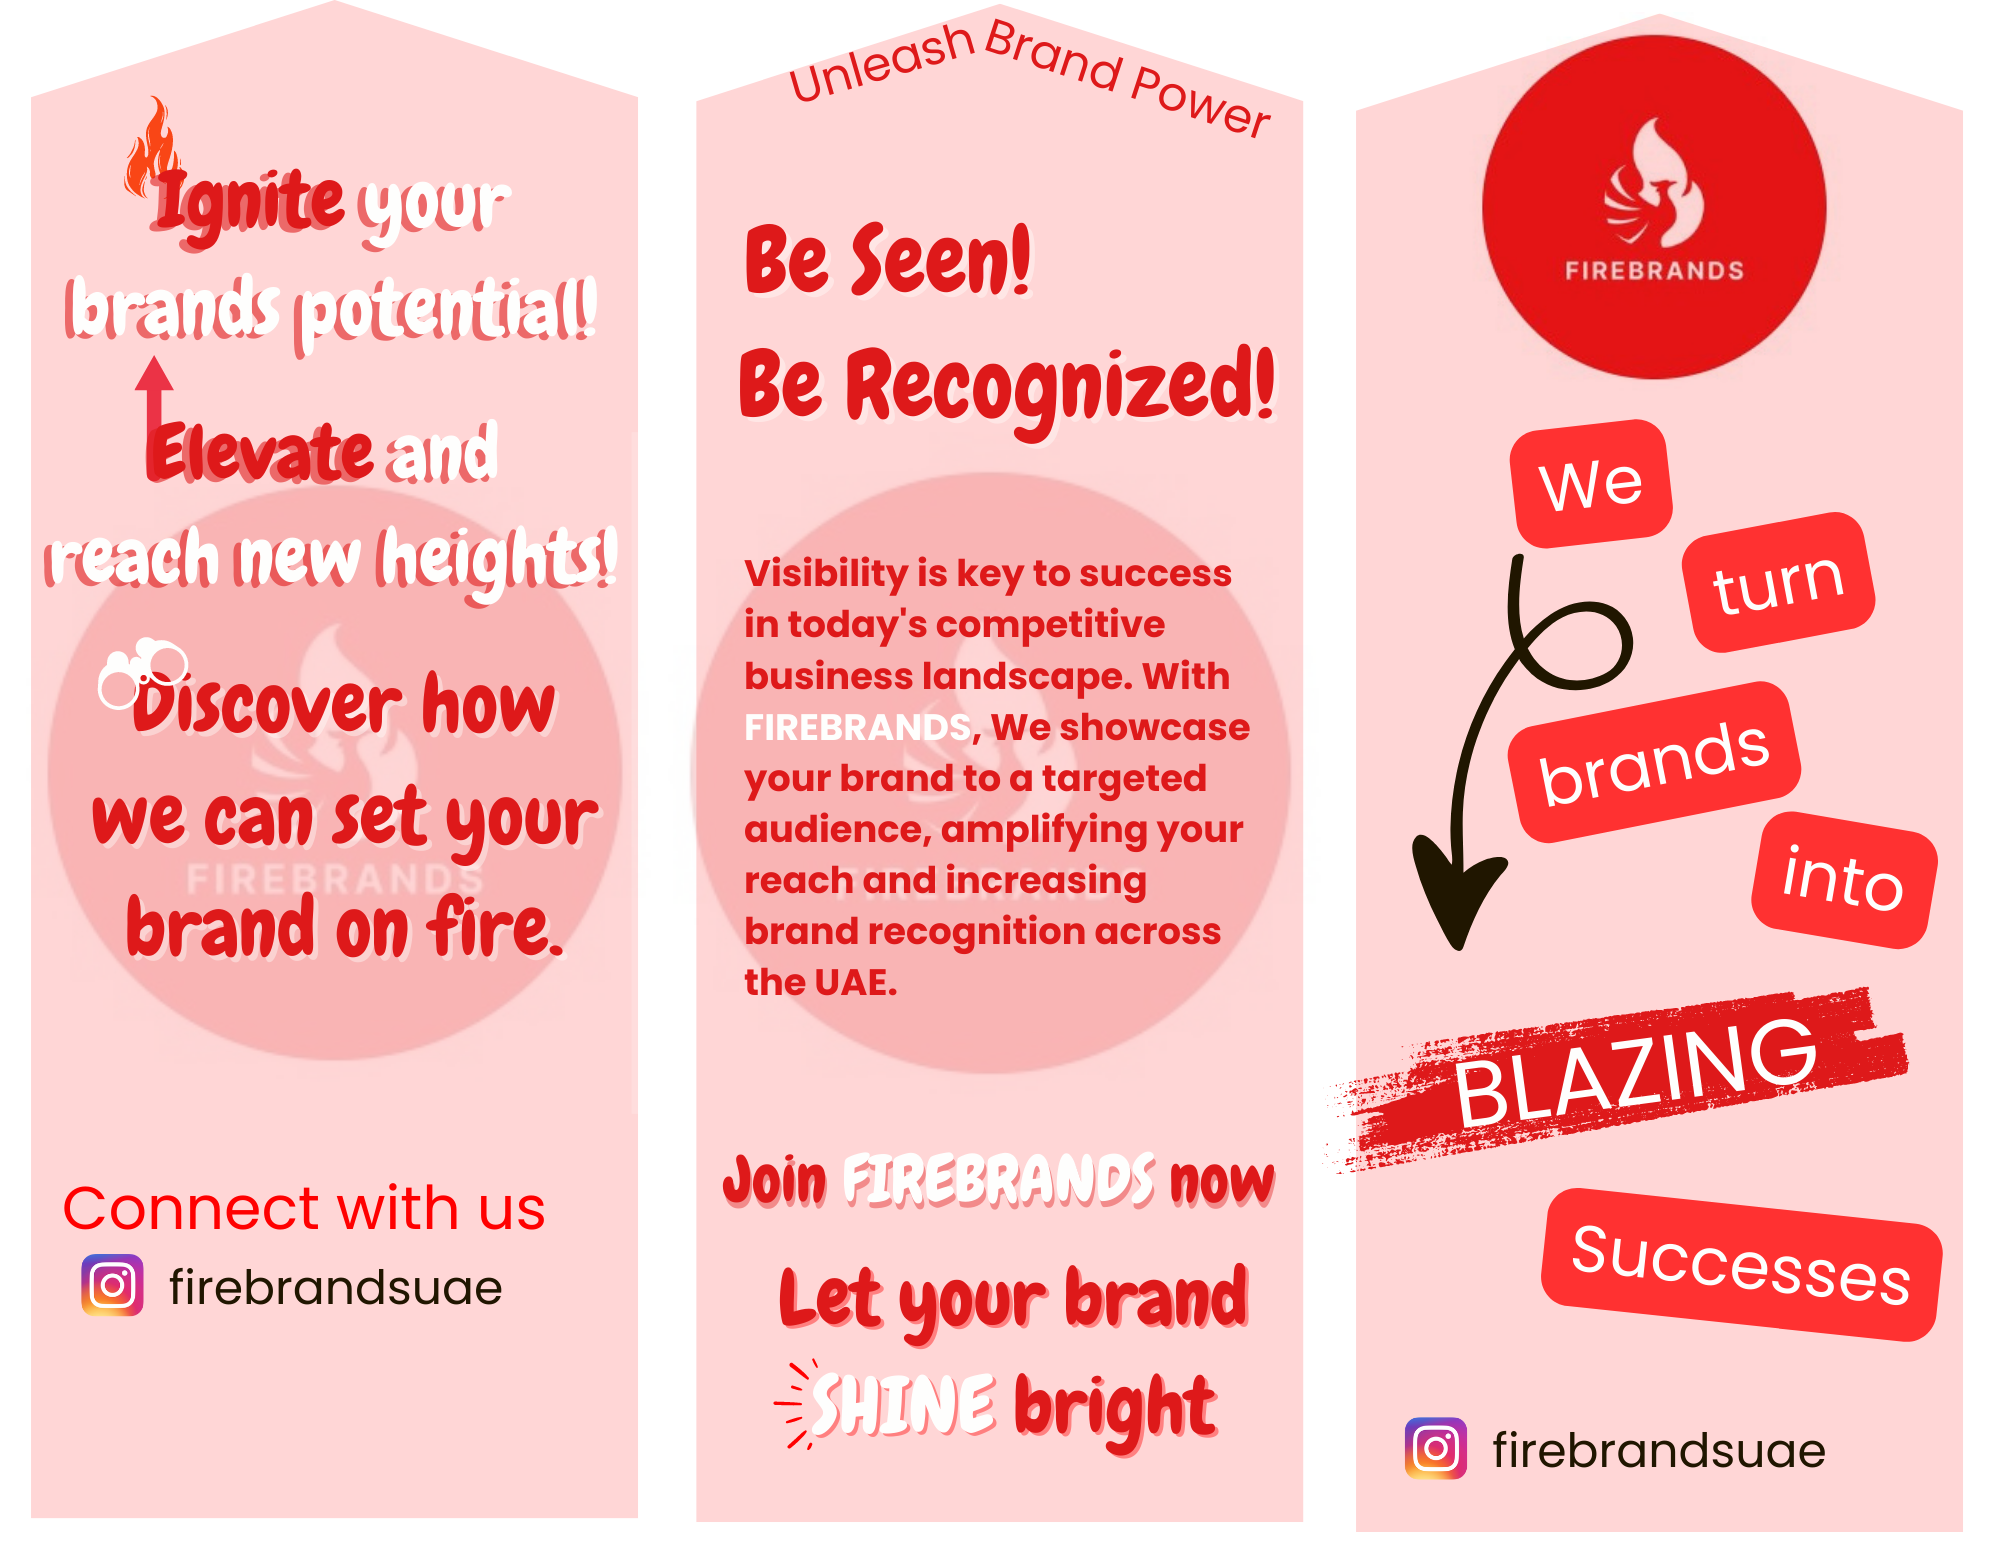 Ignite your
brands potential!
Elevate and
reach new heights!
Discover how
we can set your
brand on fire.
FIREBRANDS
Connect with us
firebrandsuae
Unleash Brand Power
Be Seen!
Be Recognized!
Visibility is key to success
in today's competitive
business landscape. With
FIREBRANDS, We showcase
your brand to a targeted
audience, amplifying your
reach and increasing
brand recognition across
the UAE.
FIREBRANDS
Join FIREBRANDS now
Let your brand
SHINE bright
FIREBRANDS
We
turn
brands
into
BLAZING
Successes
firebrandsuae